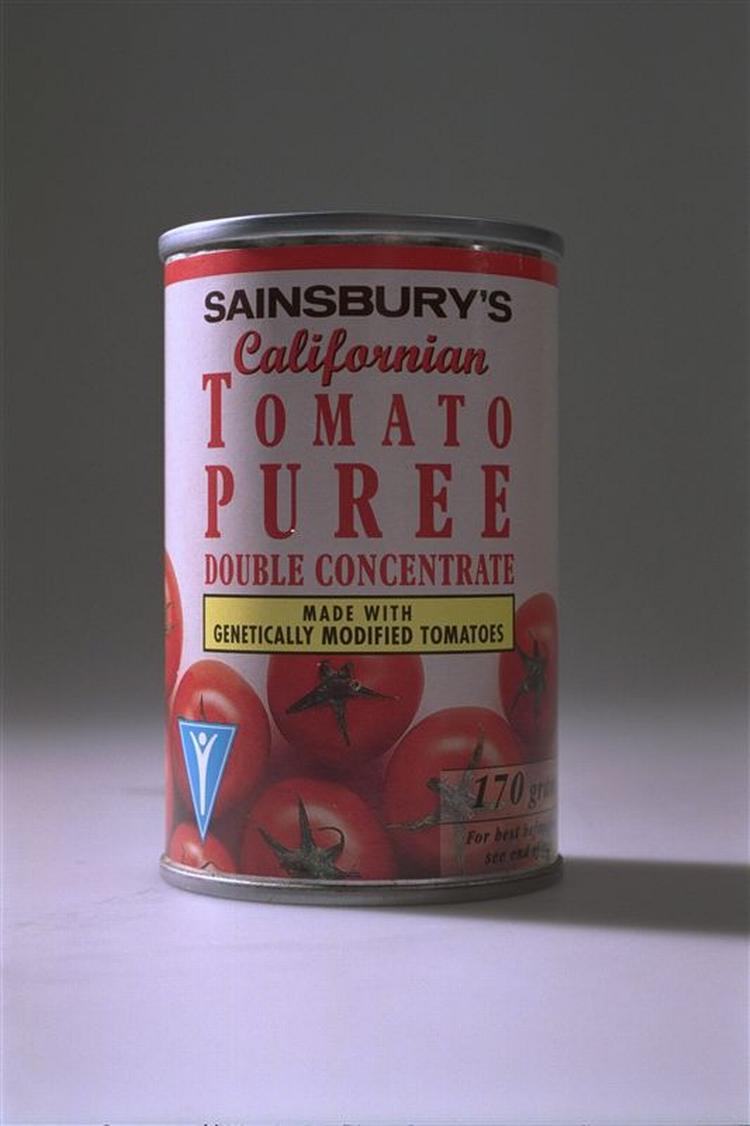 SAINSBURY'S
Californian
TOMATO
PUREE
DOUBLE CONCENTRATE
MADE WITH
GENETICALLY MODIFIED TOMATOES
170
For best
see end